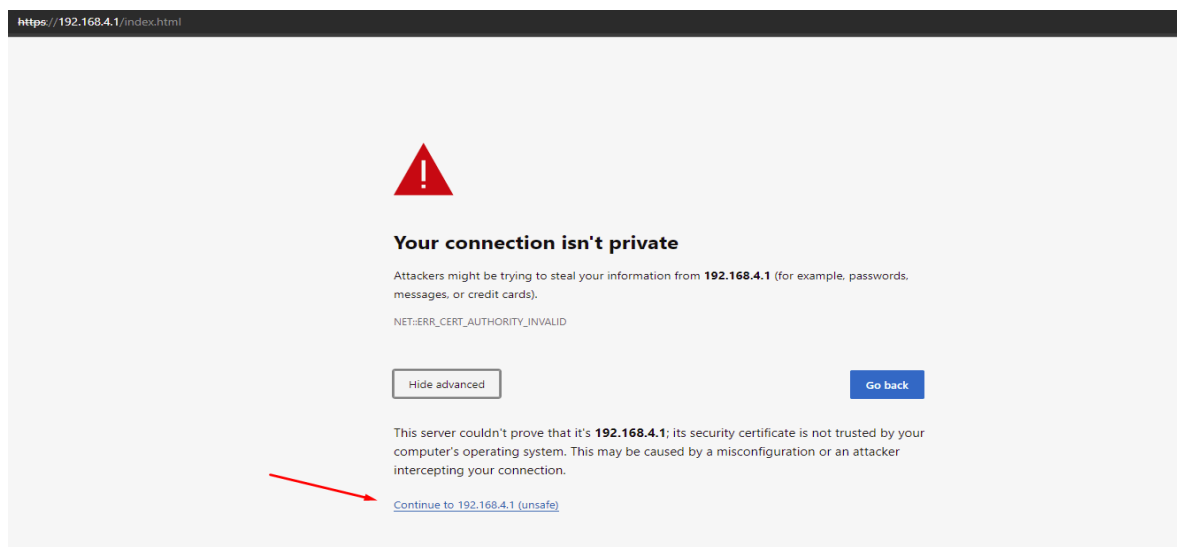 https://192.168.4.1/index.html
!
Your connection isn't private
Attackers might be trying to steal your information from 192.168.4.1 (for example, passwords,
messages, or credit cards).
NET::ERR_CERT_AUTHORITY_INVALID
Hide advanced
Go back
This server couldn't prove that it's 192.168.4.1; its security certificate is not trusted by your
computer's operating system. This may be caused by a misconfiguration or an attacker
intercepting your connection.
Continue to 192.168.4.1 (unsafe)